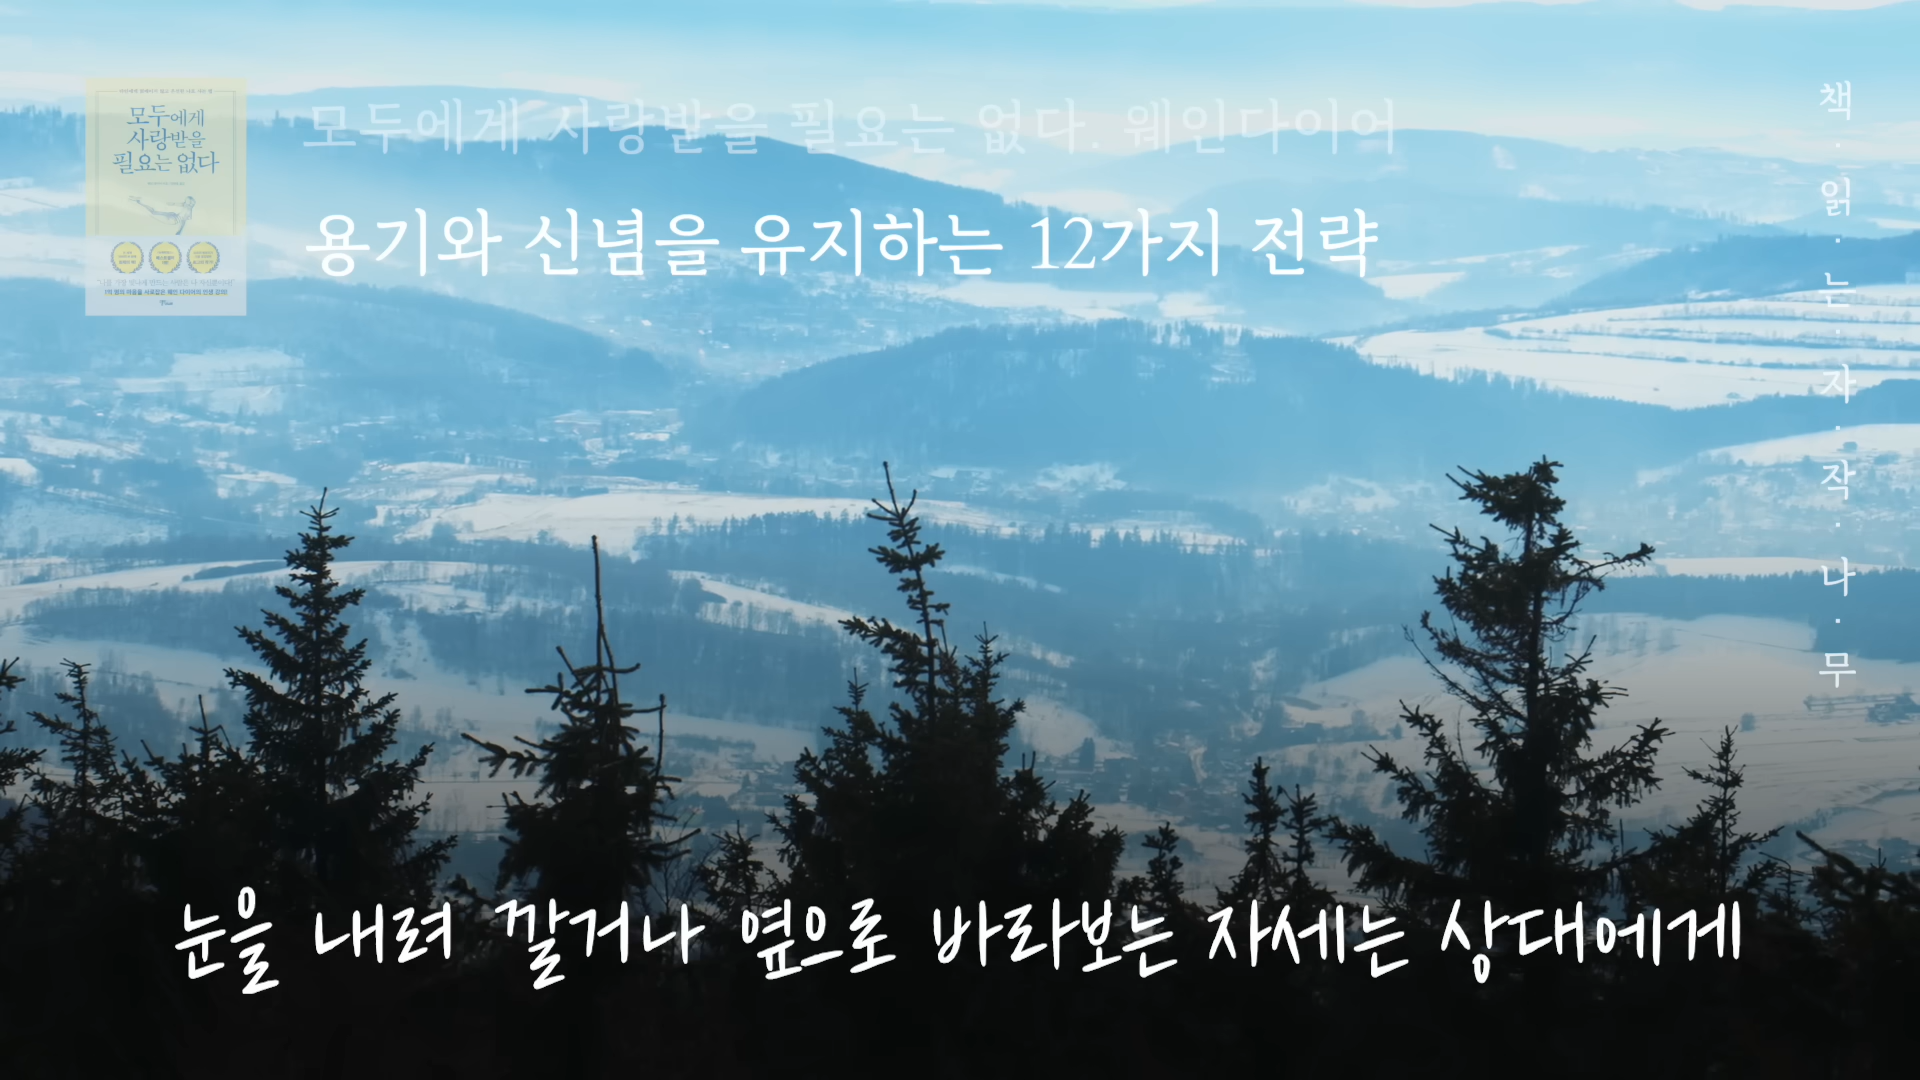 모두에게
사랑받을
필요는 없다
모두에게 사랑받을 필요는 없다. 웨인다이어
용기와 신념을 유지하는 12가지 전략
책·읽·는·자·작·나·무
눈을 내려 깔거나 옆으로 바라보는 자세는 상대에게